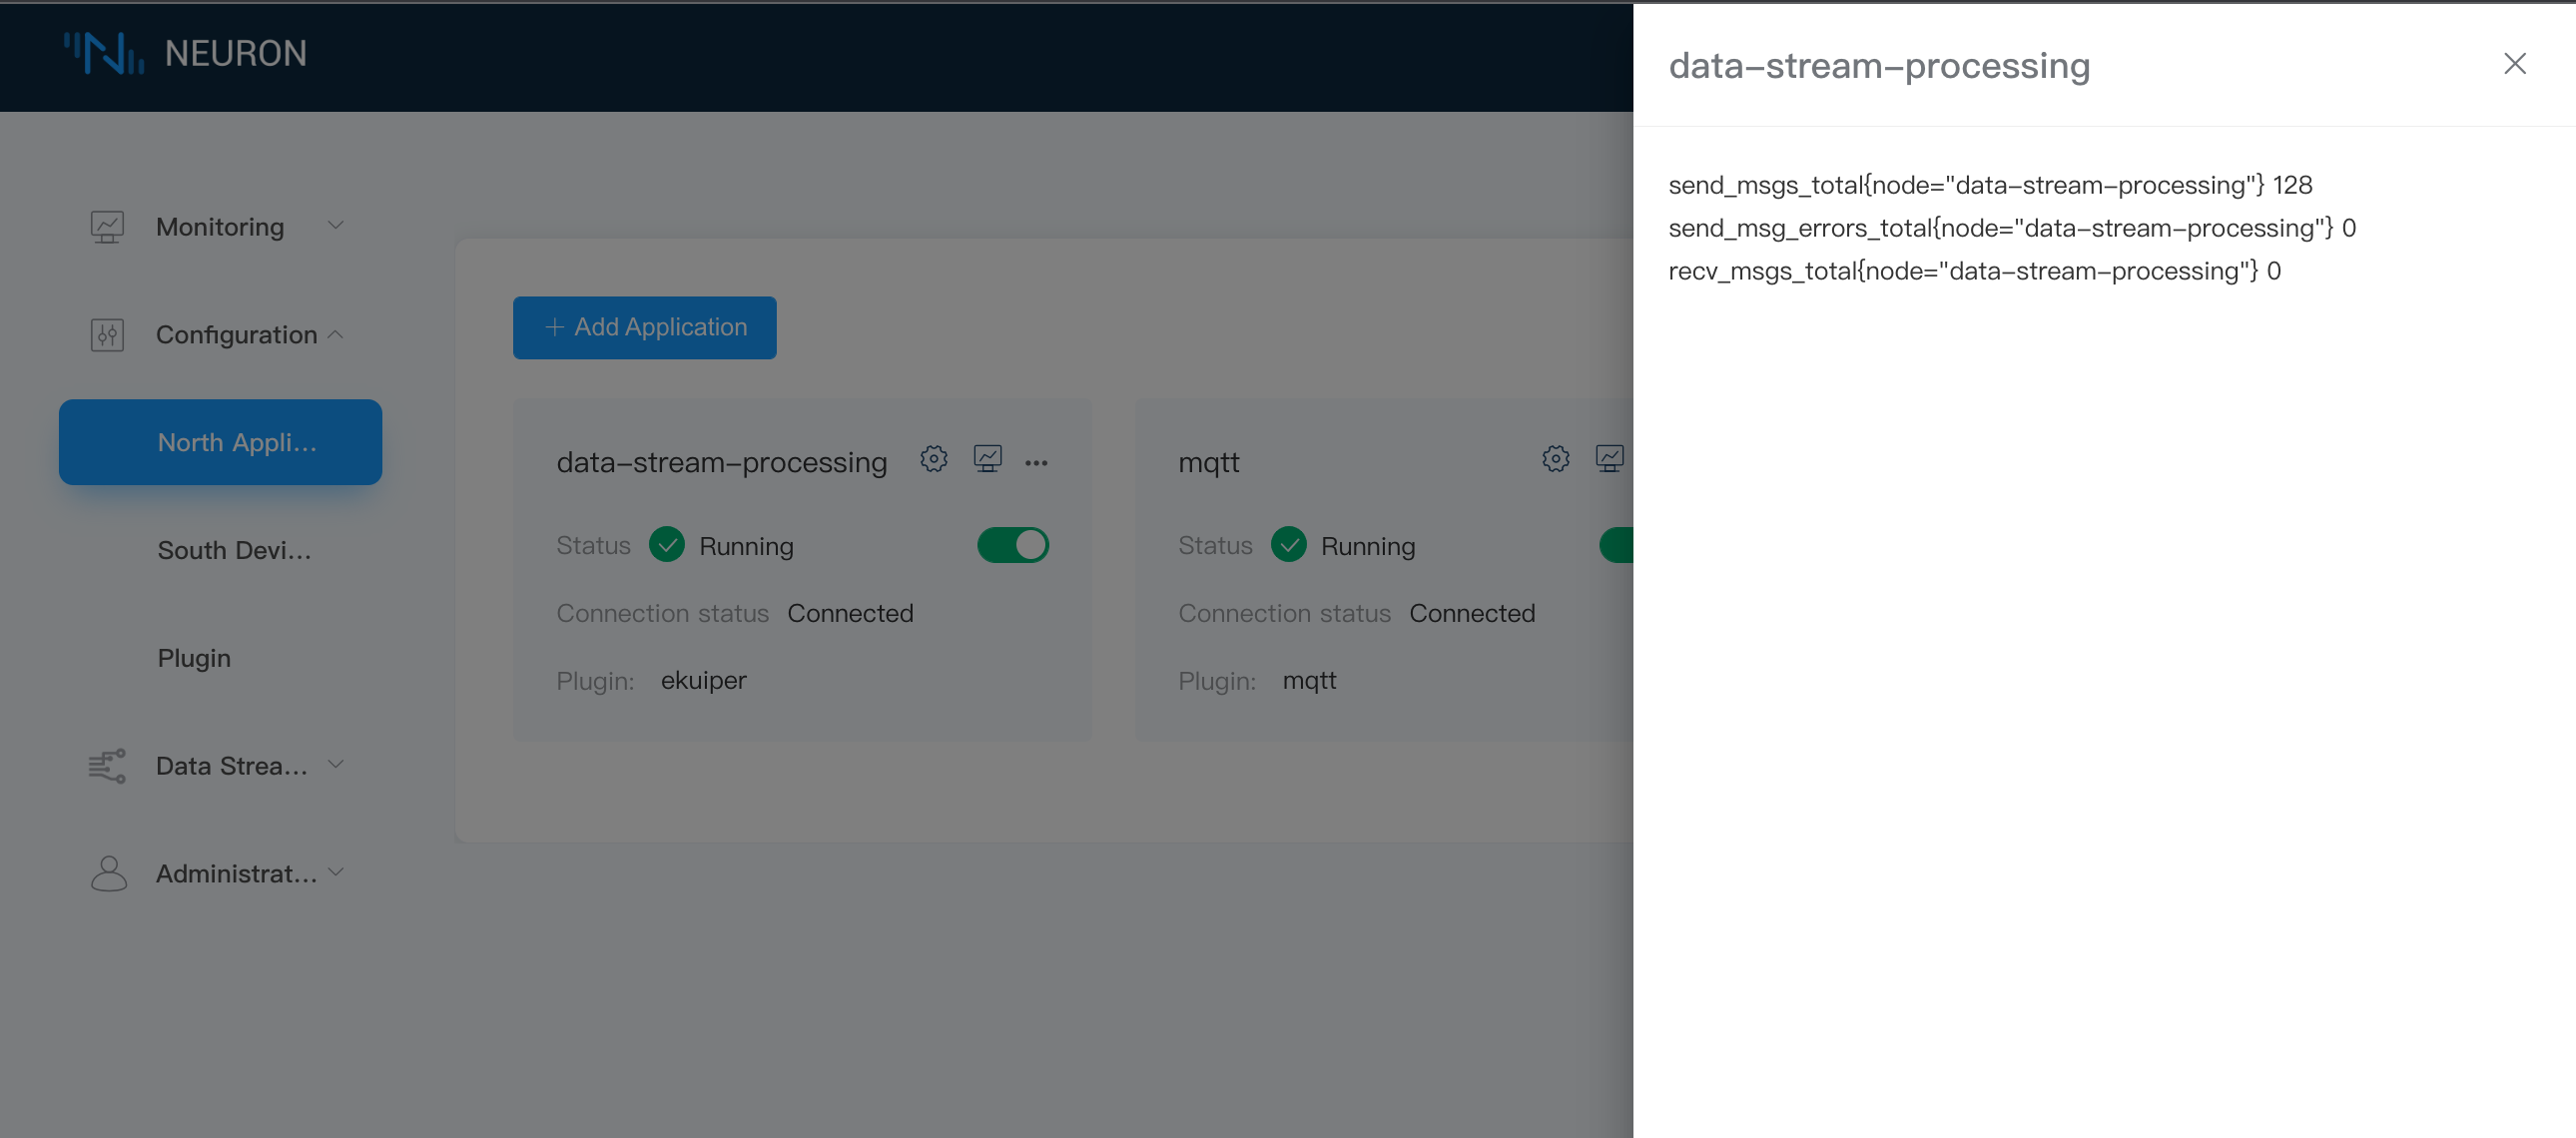 NEURON
Monitoring
Configuration
North Appli...
South Devi...
Plugin
Data Strea...
Administrat...
+ Add Application
data-stream-processing
Status Running
Connection status Connected
Plugin: ekuiper
mqtt
Status Running
Connection status Connected
Plugin: mqtt
data-stream-processing
send_msgs_total{node="data-stream-processing"} 128
send_msg_errors_total{node="data-stream-processing"} 0
recv_msgs_total{node="data-stream-processing"} 0